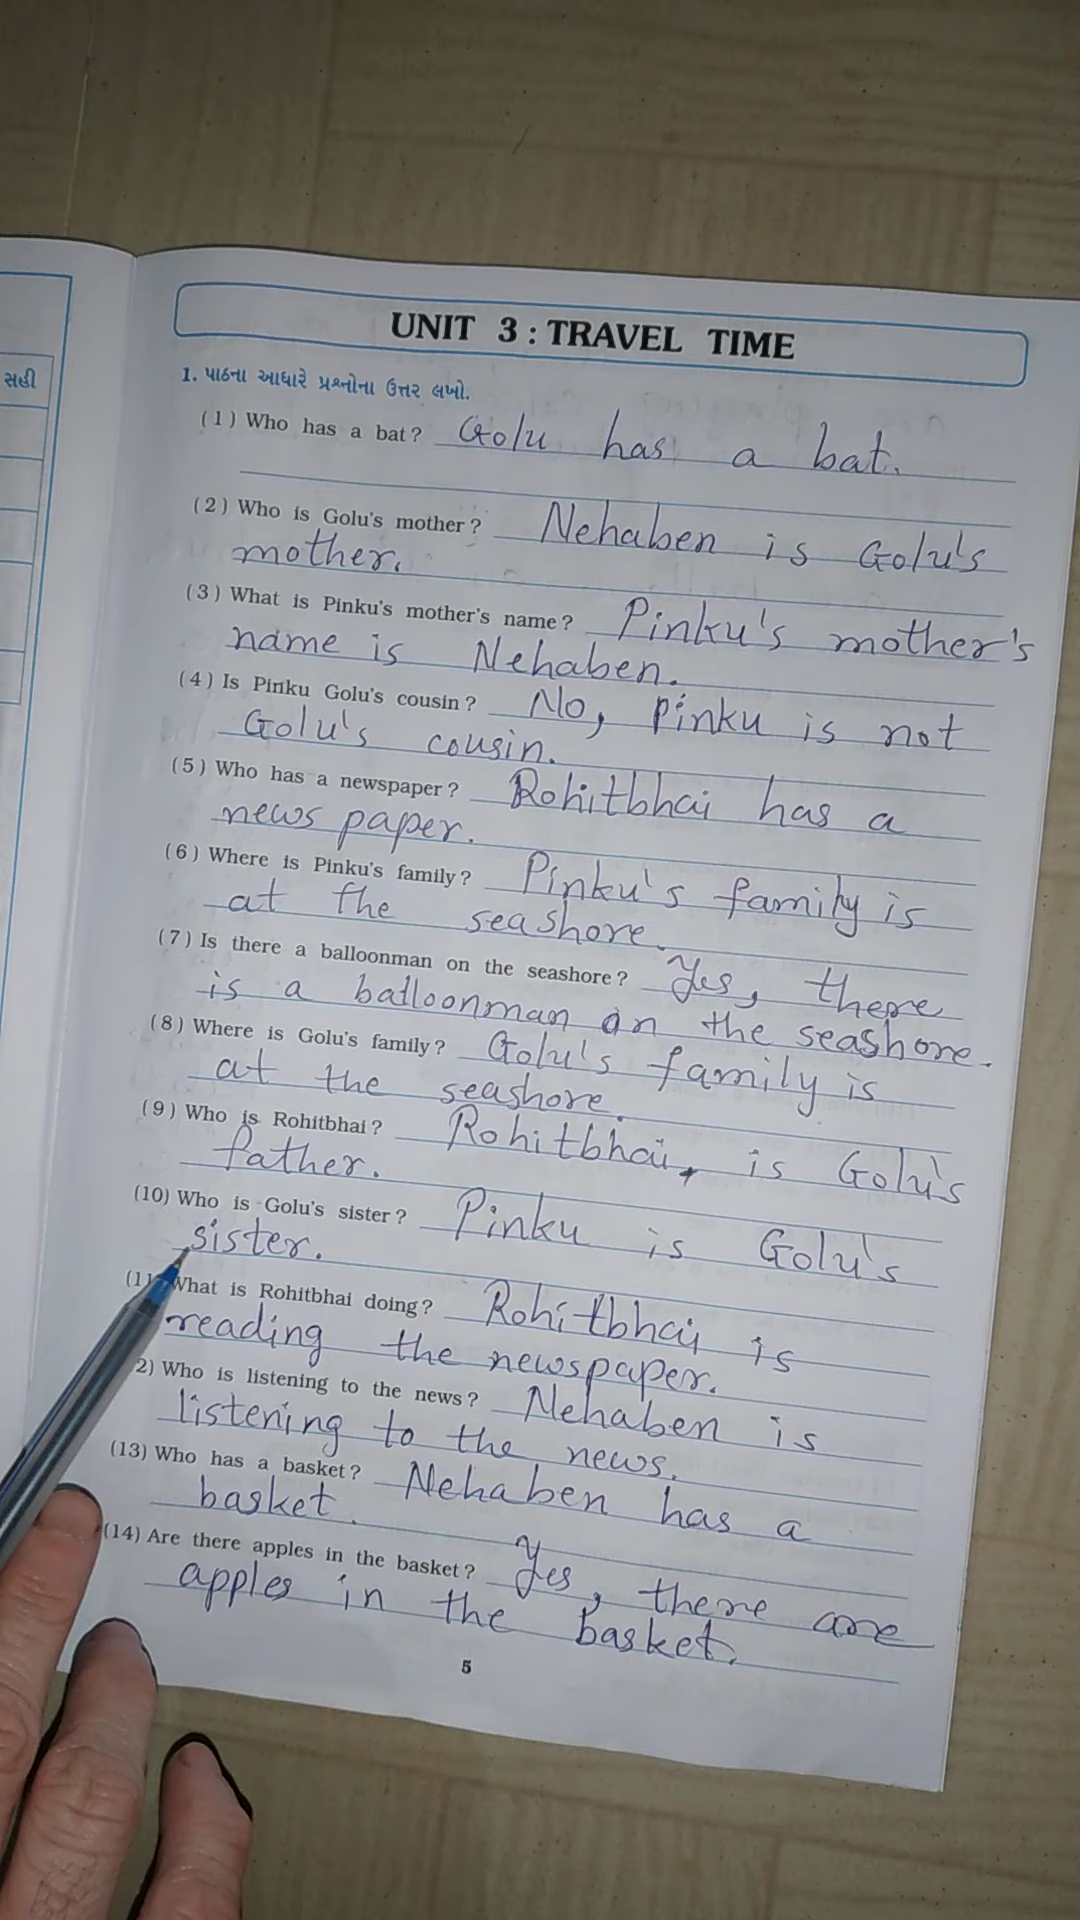 સહી
UNIT 3 : TRAVEL TIME
1. પાઠના આધારે પ્રશ્નોના ઉત્તર લખો.
(1) Who has a bat? Golu has a bat.
(2) Who is Golu's mother? Nehaben is Golu's
mother.
(3) What is Pinku's mother's name? Pinku's mother's
name is Nehaben.
(4) Is Pinku Golu's cousin? No, Pinku is not
Golu's cousin.
(5) Who has a newspaper? Rohitbhai has a
news paper.
(6) Where is Pinku's family? Pinku's family is
at the seashore.
(7) Is there a balloonman on the seashore? Yes, there
is a balloonman on the seashore.
(8) Where is Golu's family? Golu's family is
at the seashore.
(9) Who is Rohitbhai? Rohitbhai, is Golu's
father.
(10) Who is Golu's sister? Pinku is Golu's
sister.
(11 What is Rohitbhai doing? Rohitbhai is
reading the newspaper.
2) Who is listening to the news? Nehaben is
listening to the news.
(13) Who has a basket? Nehaben has a
basket.
(14) Are there apples in the basket? Yes, there are
apples in the basket.
5